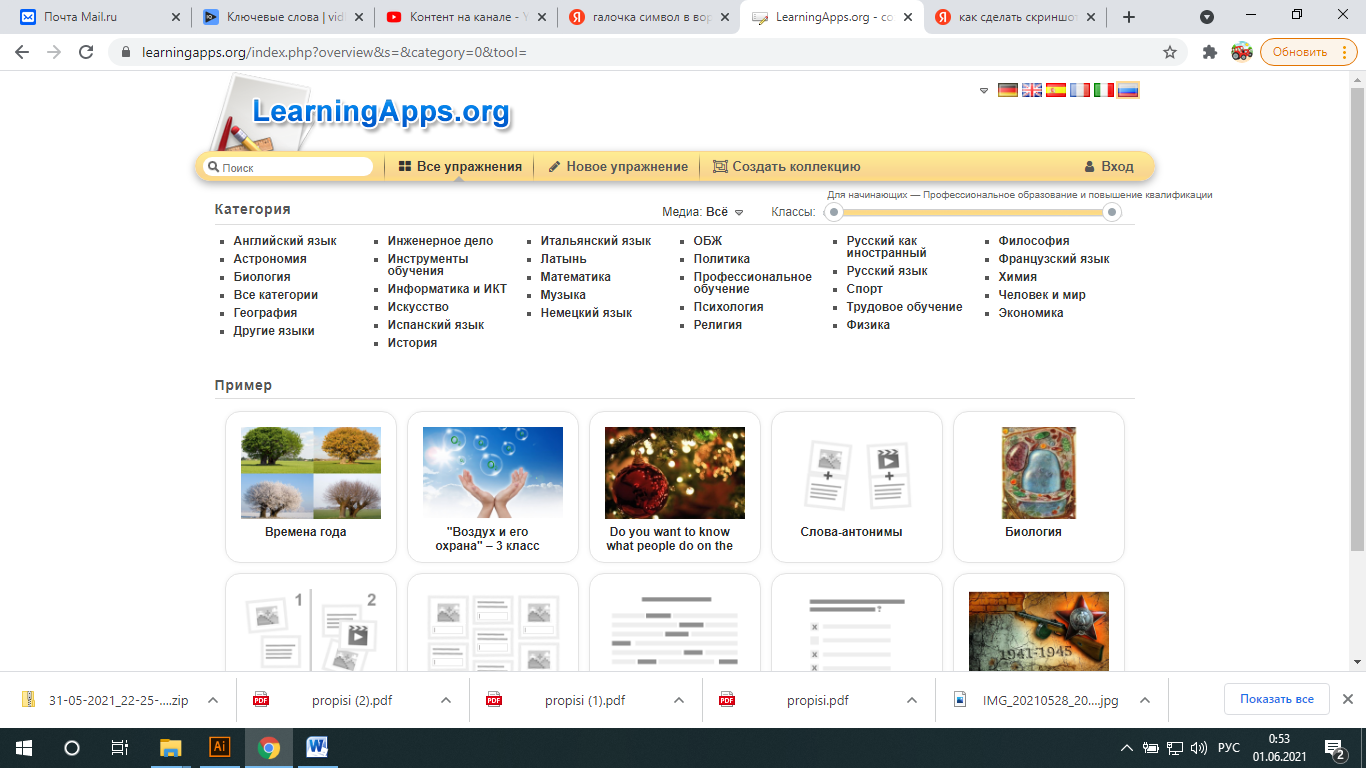 Почта Mail.ru
Ключевые слова | vid
Контент на канале - Y
галочка символ в вор
LearningApps.org - со
как сделать скриншот
learningapps.org/index.php?overview&s=&category=0&tool=
Обновить
LearningApps.org
Поиск
Все упражнения
Новое упражнение
Создать коллекцию
Вход
Для начинающих — Профессиональное образование и повышение квалификации
Категория
Медиа: Всё
Классы:
Английский язык
Астрономия
Биология
Все категории
География
Другие языки
Инженерное дело
Инструменты
обучения
Информатика и ИКТ
Искусство
Испанский язык
История
Итальянский язык
Латынь
Математика
Музыка
Немецкий язык
ОБЖ
Политика
Профессиональное
обучение
Психология
Религия
Русский как
иностранный
Русский язык
Спорт
Трудовое обучение
Физика
Философия
Французский язык
Химия
Человек и мир
Экономика
Пример
Времена года
"Воздух и его
охрана" – 3 класс
Do you want to know
what people do on the
Слова-антонимы
Биология
1 2
?
1941-1945
31-05-2021_22-25-....zip
propisi (2).pdf
propisi (1).pdf
propisi.pdf
IMG_20210528_20....jpg
Показать все
Ai
РУС
0:53
01.06.2021
2